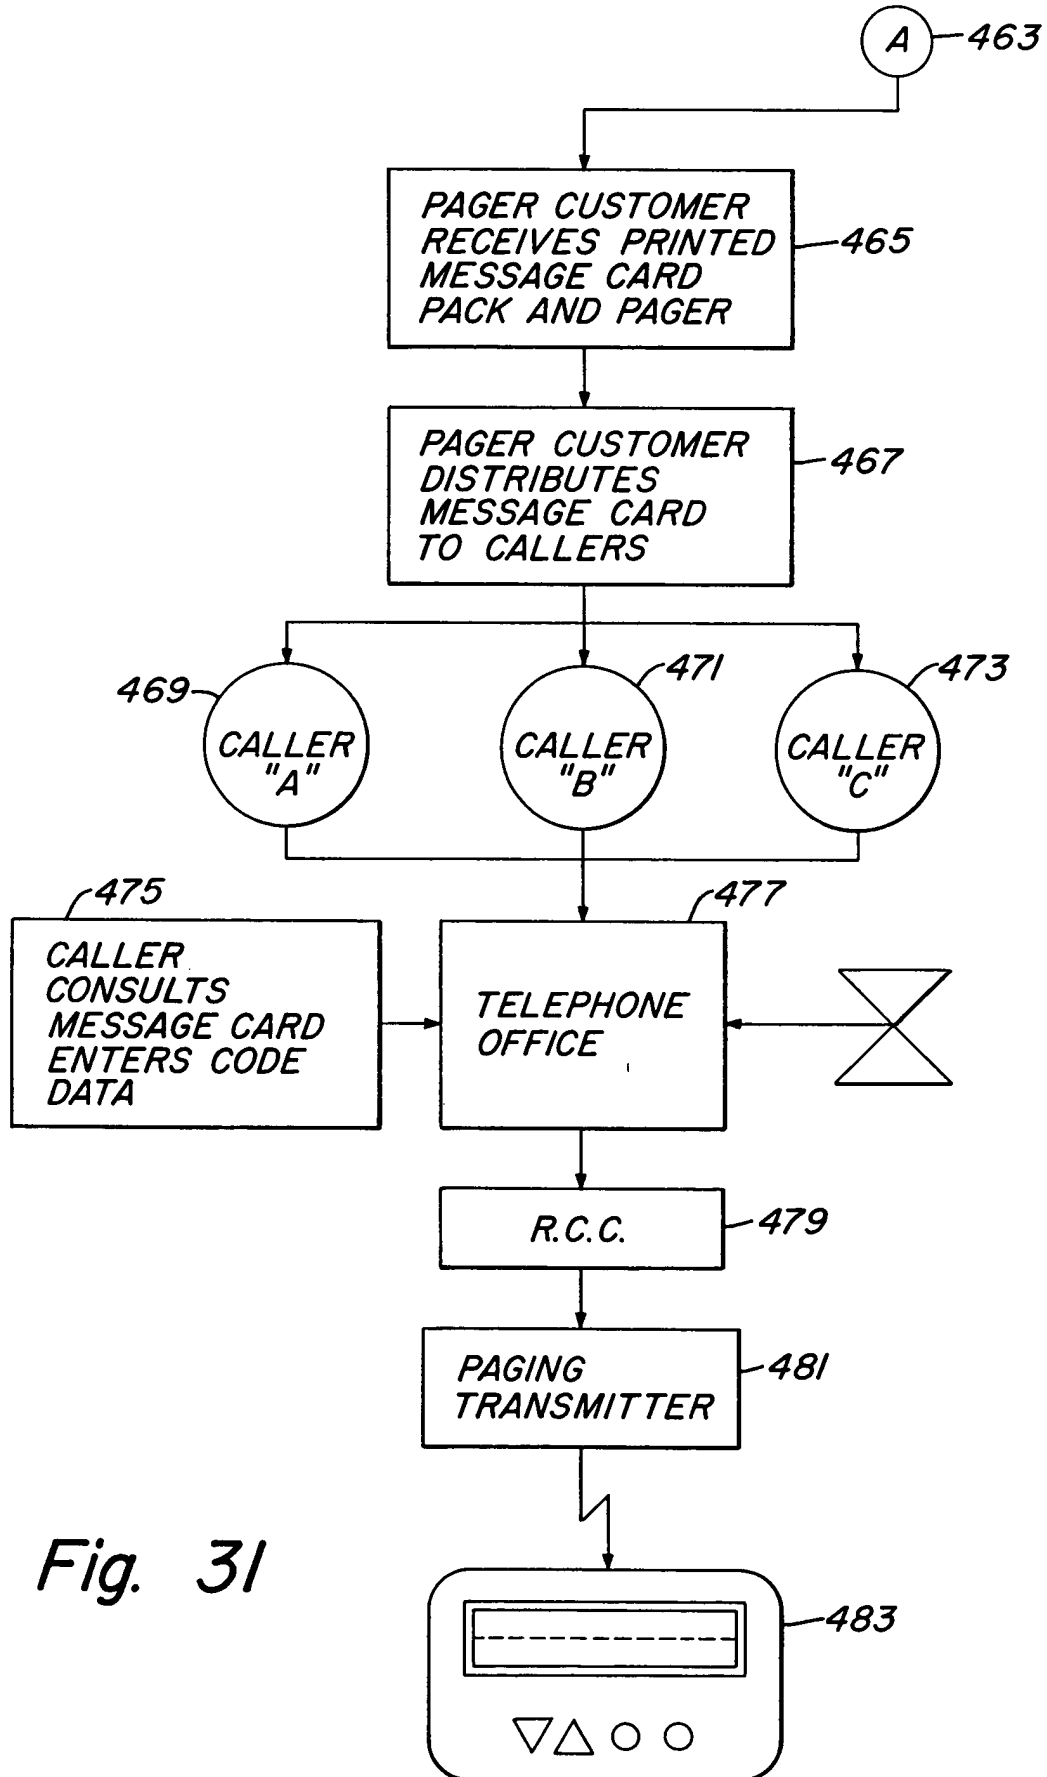 A
463
PAGER CUSTOMER
RECEIVES PRINTED
MESSAGE CARD
PACK AND PAGER
465
PAGER CUSTOMER
DISTRIBUTES
MESSAGE CARD
TO CALLERS
467
469
CALLER
"A"
471
CALLER
"B"
473
CALLER
"C"
475
CALLER
CONSULTS
MESSAGE CARD
ENTERS CODE
DATA
477
TELEPHONE
OFFICE
R.C.C.
479
PAGING
TRANSMITTER
481
Fig. 31
483